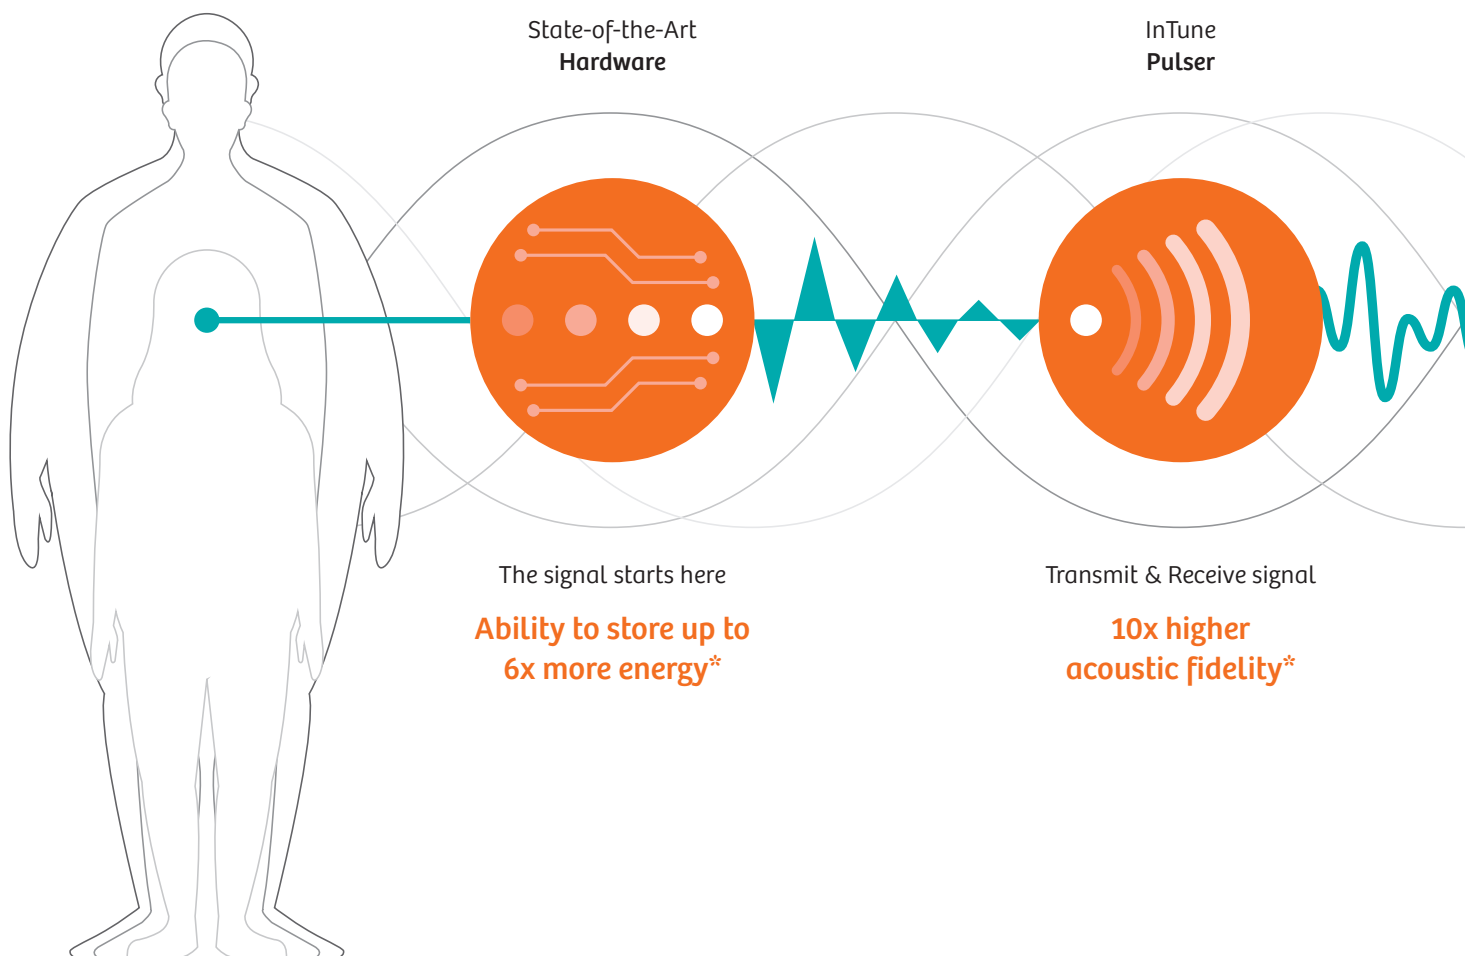 State-of-the-Art
Hardware
The signal starts here
Ability to store up to
6x more energy*
InTune
Pulser
Transmit & Receive signal
10x higher
acoustic fidelity*